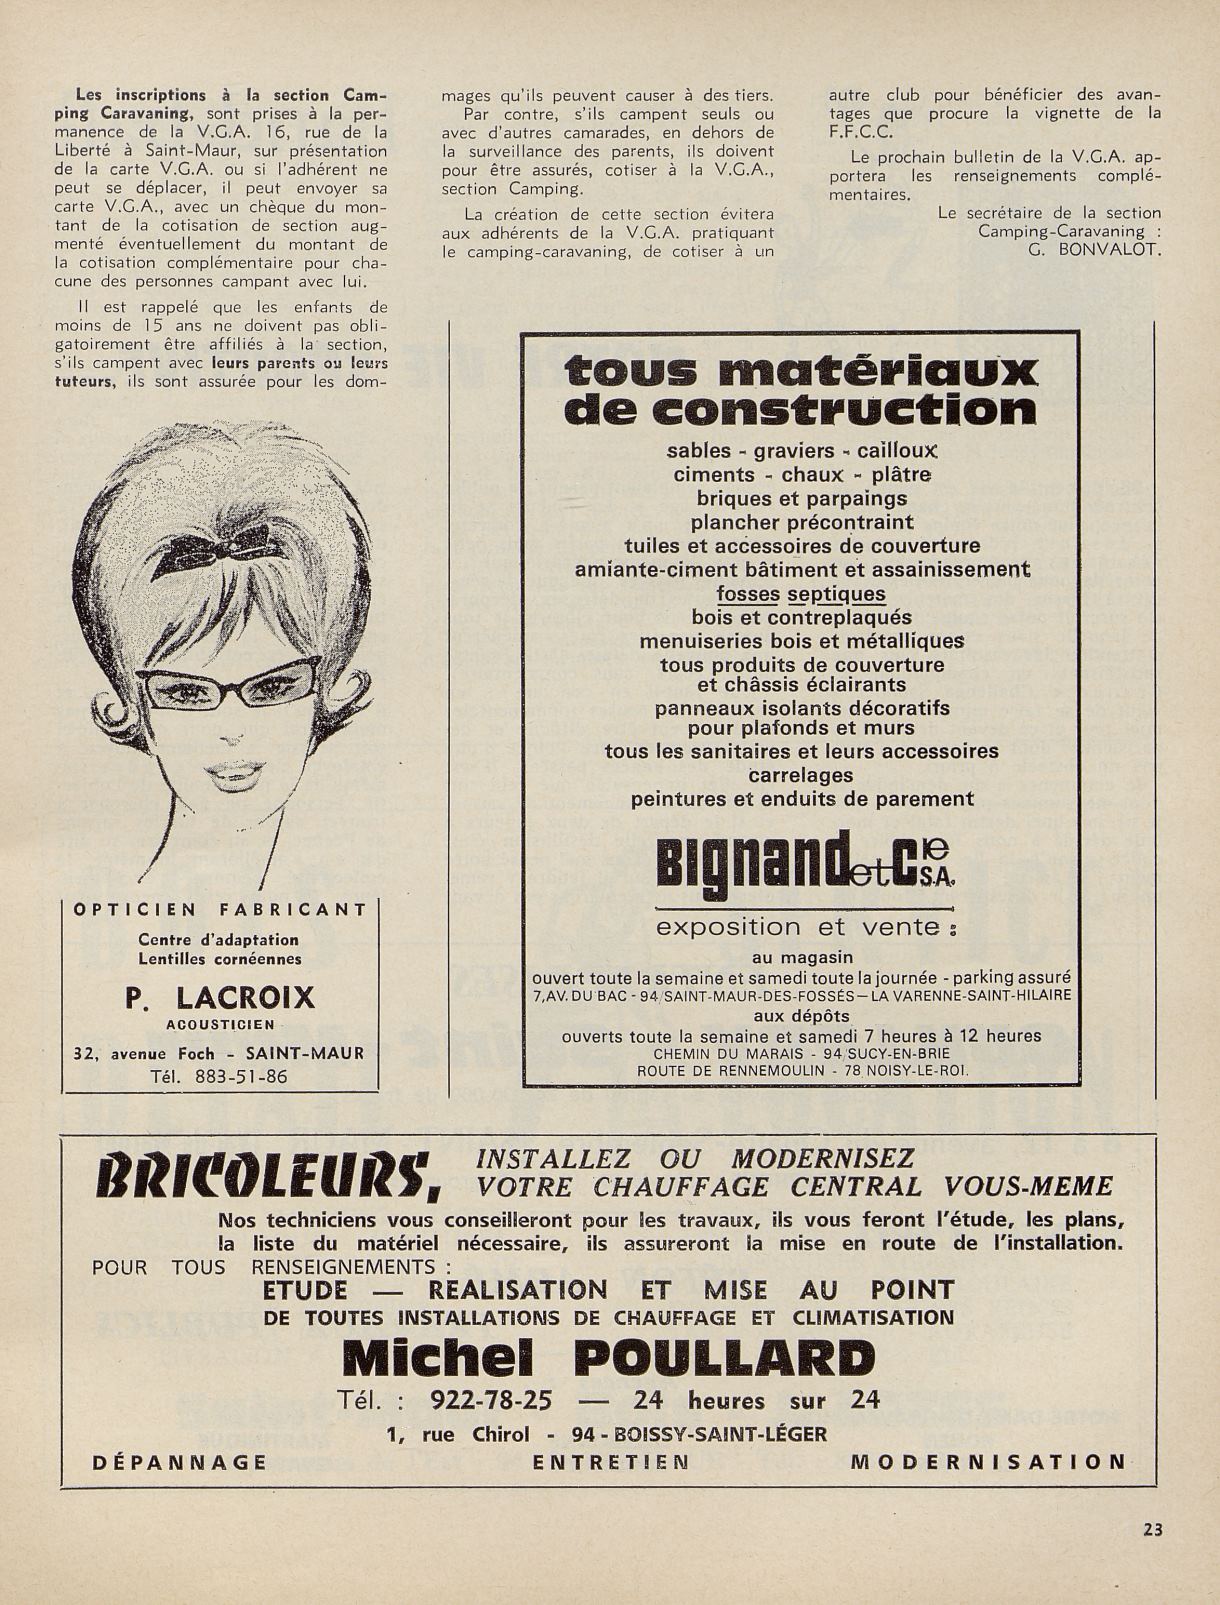 Les inscriptions à la section Cam-
ping Caravaning, sont prises à la per-
manence de la V.G.A. 16, rue de la
Liberté à Saint-Maur, sur présentation
de la carte V.G.A. ou si l'adhérent ne
peut se déplacer, il peut envoyer sa
carte V.G.A., avec un chèque du mon-
tant de la cotisation de section aug-
menté éventuellement du montant de
la cotisation complémentaire pour cha-
cune des personnes campant avec lui.
Il est rappelé que les enfants de
moins de 15 ans ne doivent pas obli-
gatoirement être affiliés à la section,
s'ils campent avec leurs parents ou leurs
tuteurs, ils sont assurée pour les dom-
mages qu'ils peuvent causer à des tiers.
Par contre, s'ils campent seuls ou
avec d'autres camarades, en dehors de
la surveillance des parents, ils doivent
pour être assurés, cotiser à la V.G.A.,
section Camping.
La création de cette section évitera
aux adhérents de la V.G.A. pratiquant
le camping-caravaning, de cotiser à un
autre club pour bénéficier des avan-
tages que procure la vignette de la
F.F.C.C.
Le prochain bulletin de la V.G.A. ap-
portera les renseignements complé-
mentaires.
Le secrétaire de la section
Camping-Caravaning :
G. BONVALOT.
OPTICIEN FABRICANT
Centre d'adaptation
Lentilles cornéennes
P. LACROIX
ACOUSTICIEN
32, avenue Foch - SAINT-MAUR
Tél. 883-51-86
tous matériaux
de construction
sables - graviers - cailloux
ciments - chaux - plâtre
briques et parpaings
plancher précontraint
tuiles et accessoires de couverture
amiante-ciment bâtiment et assainissement
fosses septiques
bois et contreplaqués
menuiseries bois et métalliques
tous produits de couverture
et châssis éclairants
panneaux isolants décoratifs
pour plafonds et murs
tous les sanitaires et leurs accessoires
carrelages
peintures et enduits de parement
Bignand et Cie S.A.
exposition et vente :
au magasin
ouvert toute la semaine et samedi toute la journée - parking assuré
7, AV. DU BAC - 94/SAINT-MAUR-DES-FOSSÉS — LA VARENNE-SAINT-HILAIRE
aux dépôts
ouverts toute la semaine et samedi 7 heures à 12 heures
CHEMIN DU MARAIS - 94/SUCY-EN-BRIE
ROUTE DE RENNEMOULIN - 78 NOISY-LE-ROI.
BRICOLEURS, INSTALLEZ OU MODERNISEZ
VOTRE CHAUFFAGE CENTRAL VOUS-MEME
Nos techniciens vous conseilleront pour les travaux, ils vous feront l'étude, les plans,
la liste du matériel nécessaire, ils assureront la mise en route de l'installation.
POUR TOUS RENSEIGNEMENTS :
ETUDE — REALISATION ET MISE AU POINT
DE TOUTES INSTALLATIONS DE CHAUFFAGE ET CLIMATISATION
Michel POULLARD
Tél. : 922-78-25 — 24 heures sur 24
1, rue Chirol - 94 - BOISSY-SAINT-LÉGER
DÉPANNAGE ENTRETIEN MODERNISATION
23